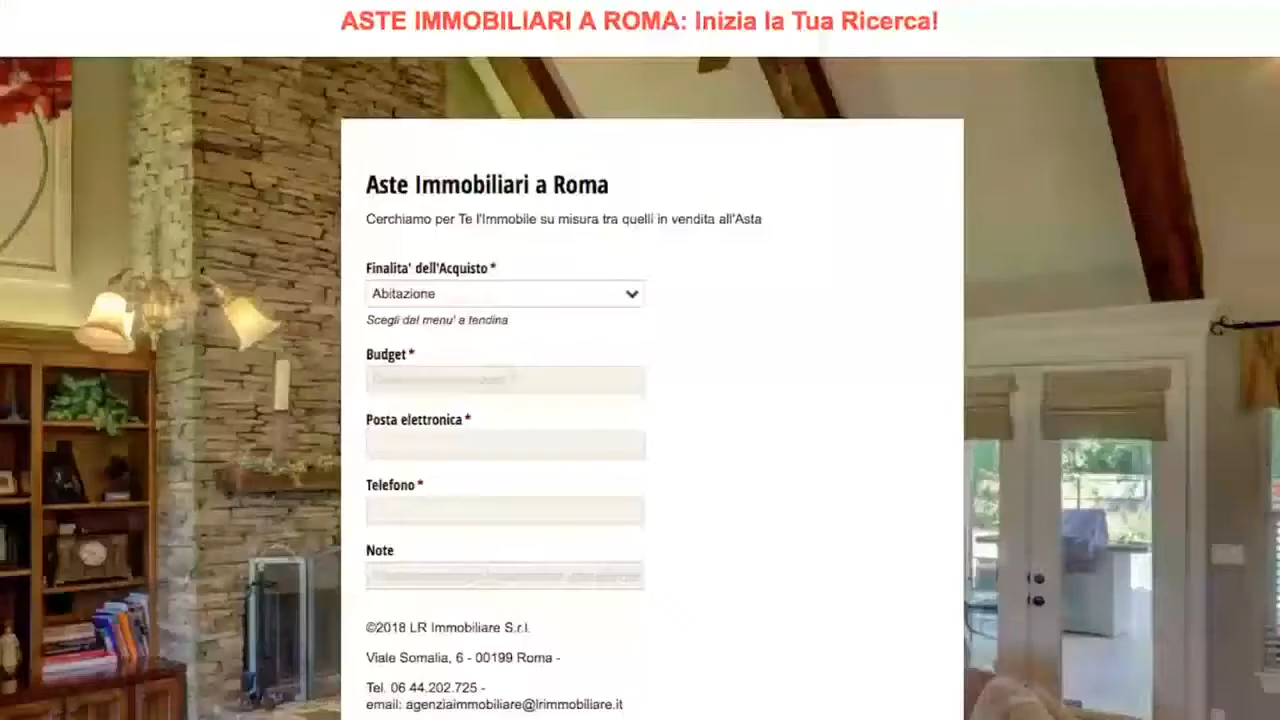 ASTE IMMOBILIARI A ROMA: Inizia la Tua Ricerca!
Aste Immobiliari a Roma
Cerchiamo per Te l'Immobile su misura tra quelli in vendita all'Asta
Finalita' dell'Acquisto *
Abitazione
Scegli dal menu' a tendina
Budget *
Posta elettronica *
Telefono *
Note
©2018 LR Immobiliare S.r.l.
Viale Somalia, 6 - 00199 Roma -
Tel. 06 44.202.725 -
email: agenziaimmobiliare@lrimmobiliare.it